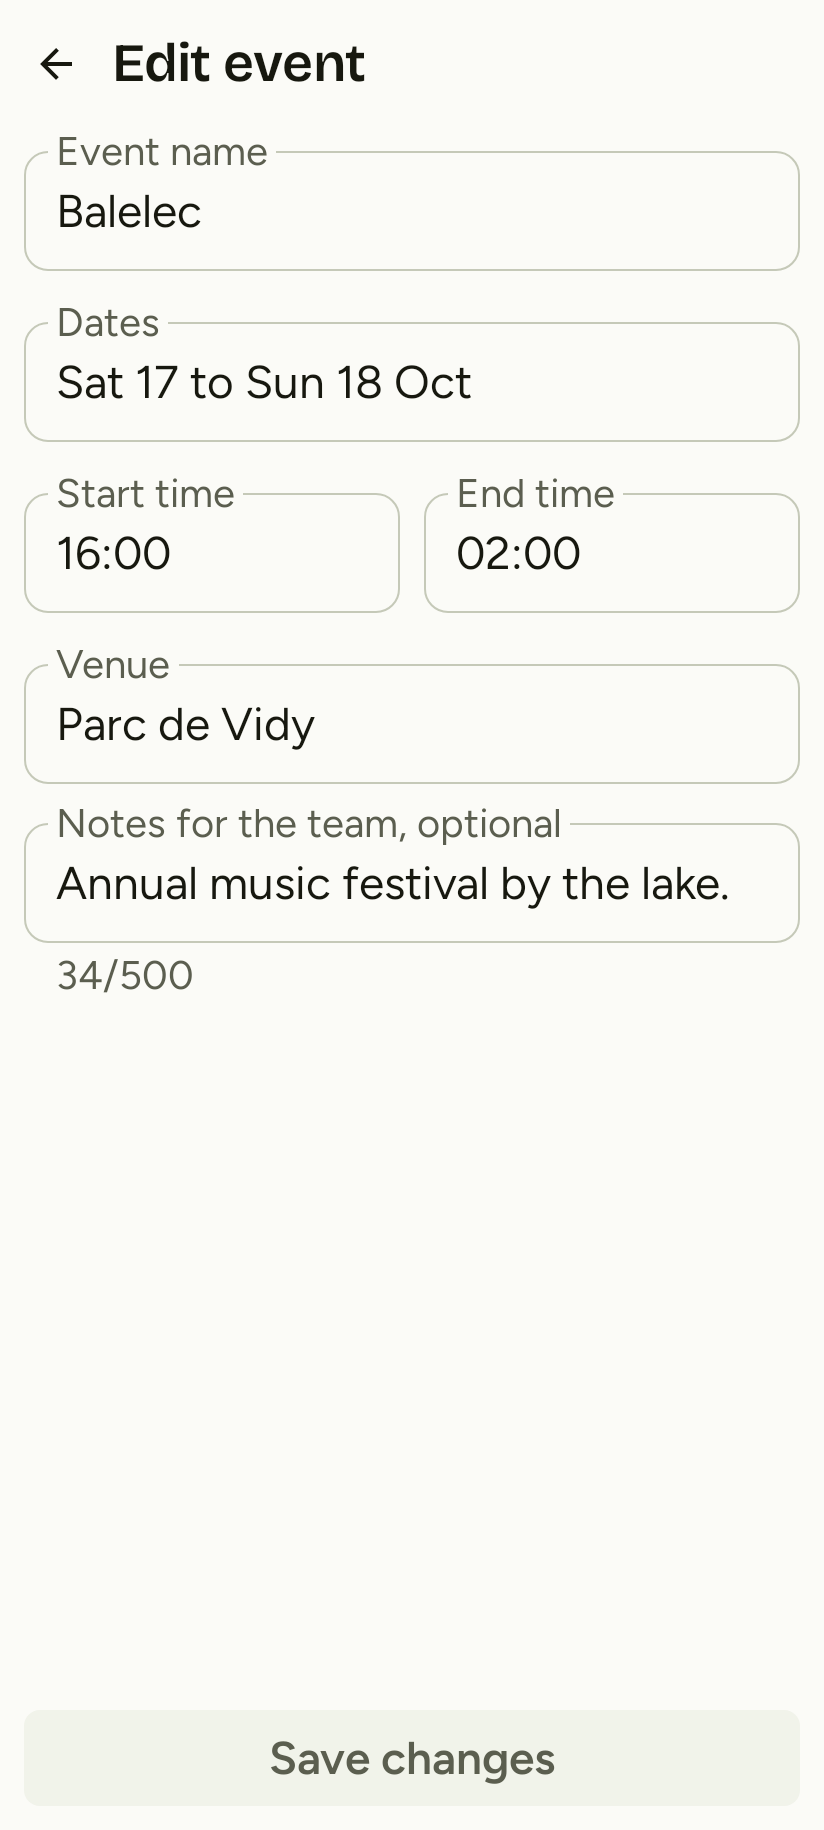 Edit event
Event name
Balelec
Dates
Sat 17 to Sun 18 Oct
Start time
16:00
End time
02:00
Venue
Parc de Vidy
Notes for the team, optional
Annual music festival by the lake.
34/500
Save changes